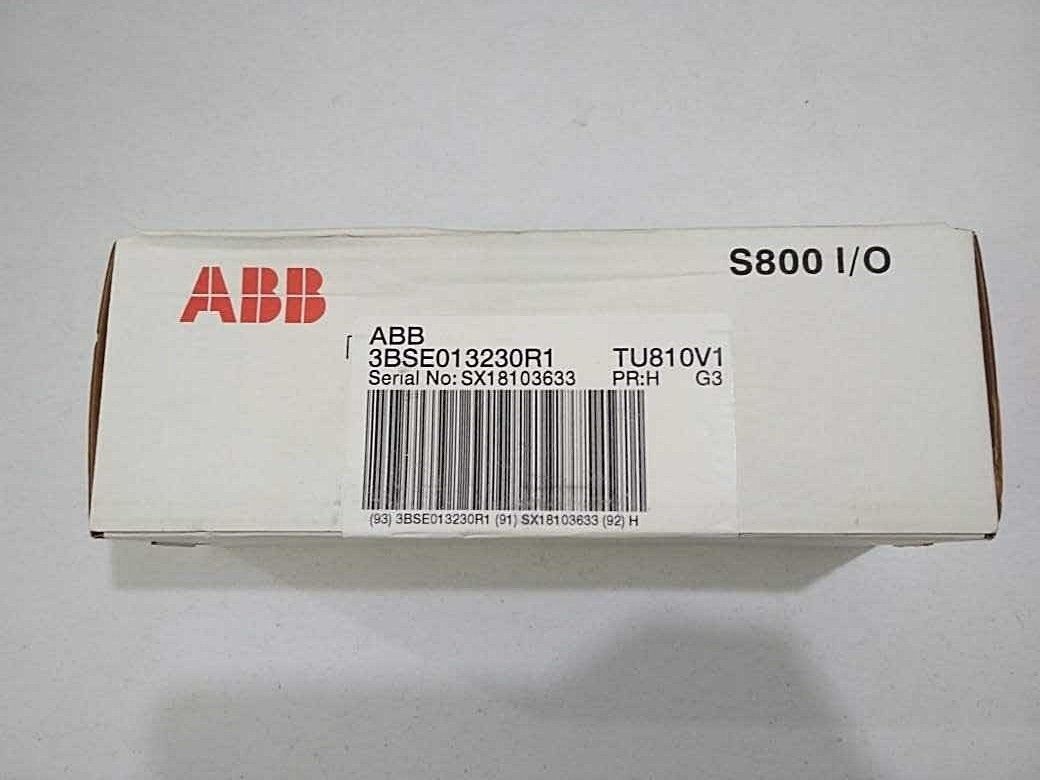 ABB
S800 I/O
ABB
3BSE013230R1 TU810V1
Serial No: SX18103633 PR:H G3
(93) 3BSE013230R1 (91) SX18103633 (92) H